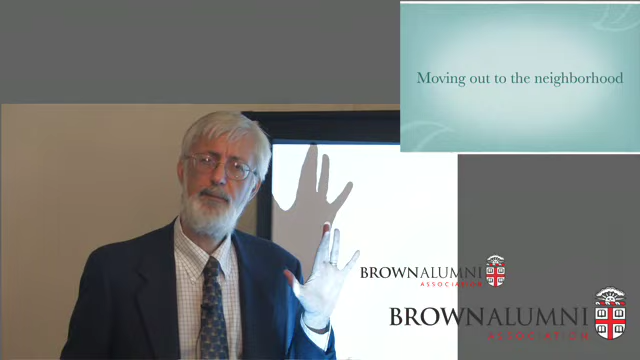 Moving out to the neighborhood
BROWNALUMNI
ASSOCIATION
BROWNALUMNI
ASSOCIATION